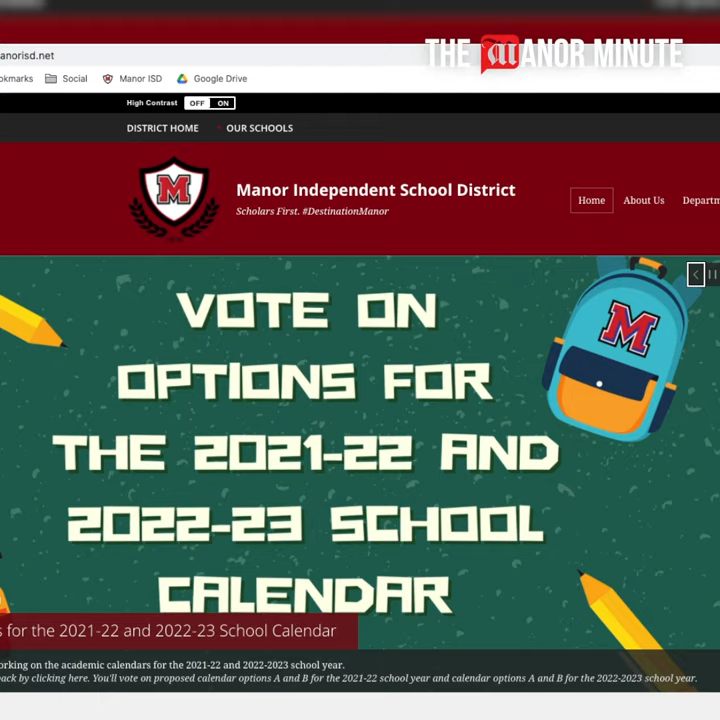 THE MANOR MINUTE
anorisd.net
okmarks Social Manor ISD Google Drive
High Contrast OFF ON
DISTRICT HOME OUR SCHOOLS
M
Manor Independent School District
Scholars First. #DestinationManor
Home About Us Departm
M
VOTE ON
OPTIONS FOR
THE 2021-22 AND
2022-23 SCHOOL
CALENDAR
s for the 2021-22 and 2022-23 School Calendar
orking on the academic calendars for the 2021-22 and 2022-2023 school year.
ack by clicking here. You'll vote on proposed calendar options A and B for the 2021-22 school year and calendar options A and B for the 2022-2023 school year.